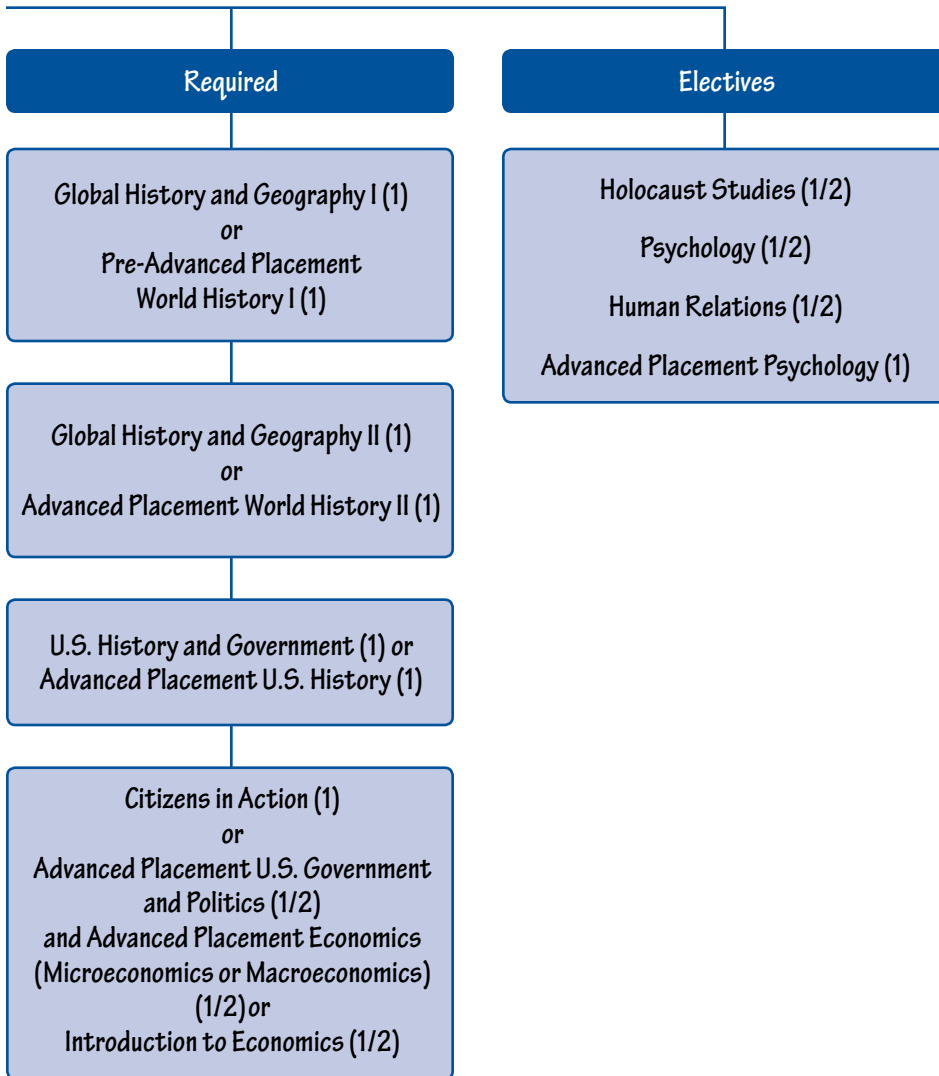 Required
Global History and Geography I (1)
or
Pre-Advanced Placement
World History I (1)
Global History and Geography II (1)
or
Advanced Placement World History II (1)
U.S. History and Government (1) or
Advanced Placement U.S. History (1)
Citizens in Action (1)
or
Advanced Placement U.S. Government
and Politics (1/2)
and Advanced Placement Economics
(Microeconomics or Macroeconomics)
(1/2) or
Introduction to Economics (1/2)
Electives
Holocaust Studies (1/2)
Psychology (1/2)
Human Relations (1/2)
Advanced Placement Psychology (1)